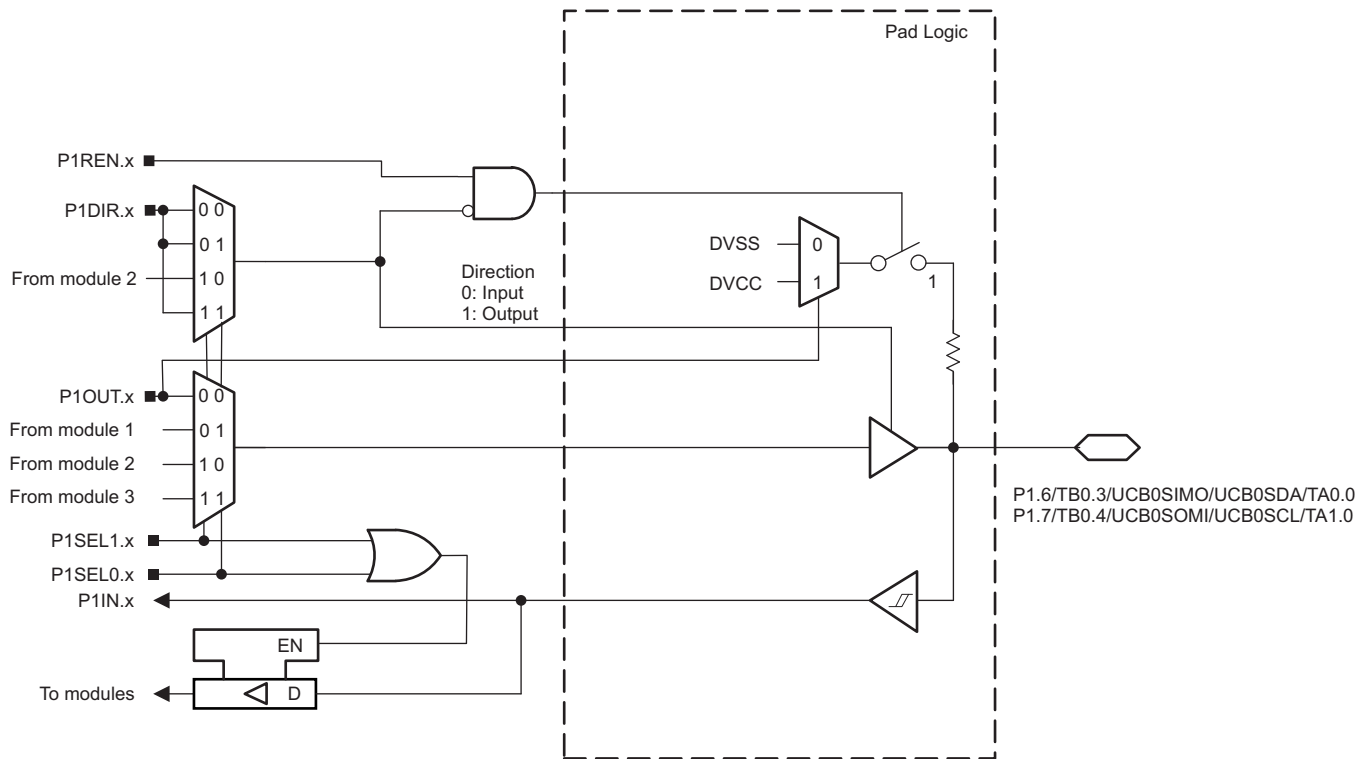 Pad Logic
P1REN.x
P1DIR.x
0 0
0 1
From module 2
1 0
1 1
Direction
0: Input
1: Output
DVSS
0
DVCC
1
1
P1OUT.x
0 0
From module 1
0 1
From module 2
1 0
From module 3
1 1
P1SEL1.x
P1SEL0.x
P1IN.x
EN
To modules
D
P1.6/TB0.3/UCB0SIMO/UCB0SDA/TA0.0
P1.7/TB0.4/UCB0SOMI/UCB0SCL/TA1.0